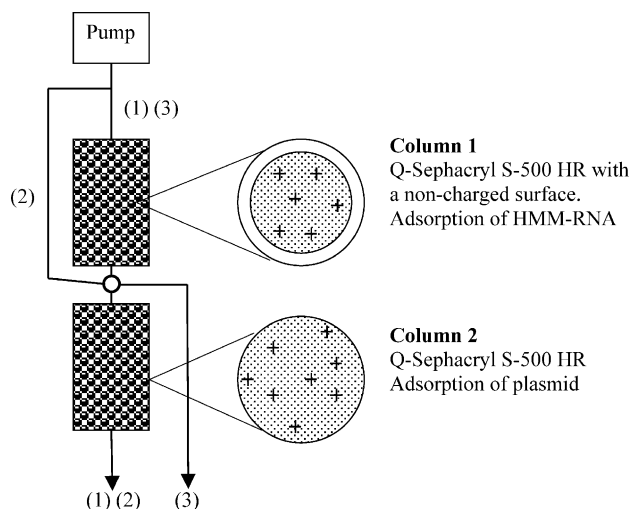 Pump
(1) (3)
(2)
Column 1
Q-Sephacryl S-500 HR with
a non-charged surface.
Adsorption of HMM-RNA
+ + + + + +
Column 2
Q-Sephacryl S-500 HR
Adsorption of plasmid
+ + + + + + + +
(1) (2)
(3)